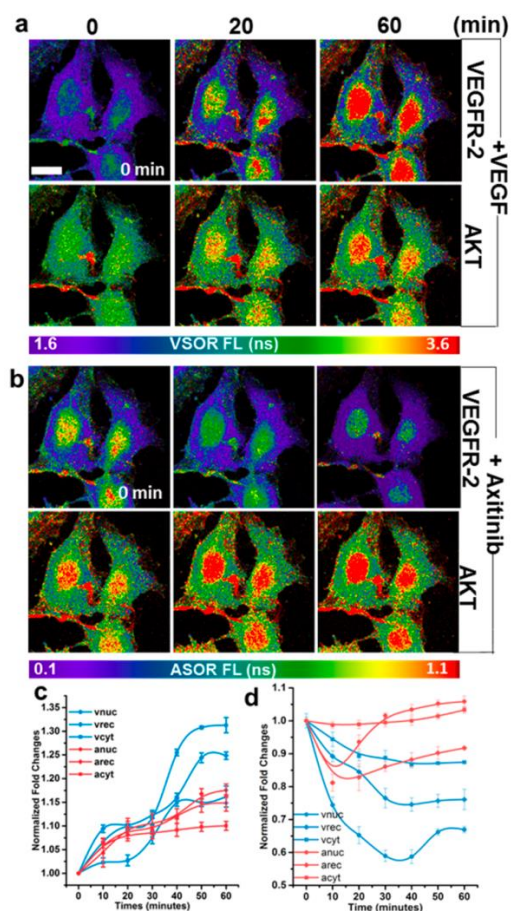 a 0 20 60 (min)
VEGFR-2
+VEGF
0 min
AKT
1.6 VSOR FL (ns) 3.6
b
VEGFR-2
+ Axitinib
0 min
AKT
0.1 ASOR FL (ns) 1.1
c
Normalized Fold Changes
1.35
1.30
1.25
1.20
1.15
1.10
1.05
1.00
vnuc
vrec
vcyt
anuc
arec
acyt
0 10 20 30 40 50 60
Times (minutes)
d
Normalized Fold Changes
1.1
1.0
0.9
0.8
0.7
0.6
0.5
vnuc
vrec
vcyt
anuc
arec
acyt
0 10 20 30 40 50 60
Time (minutes)